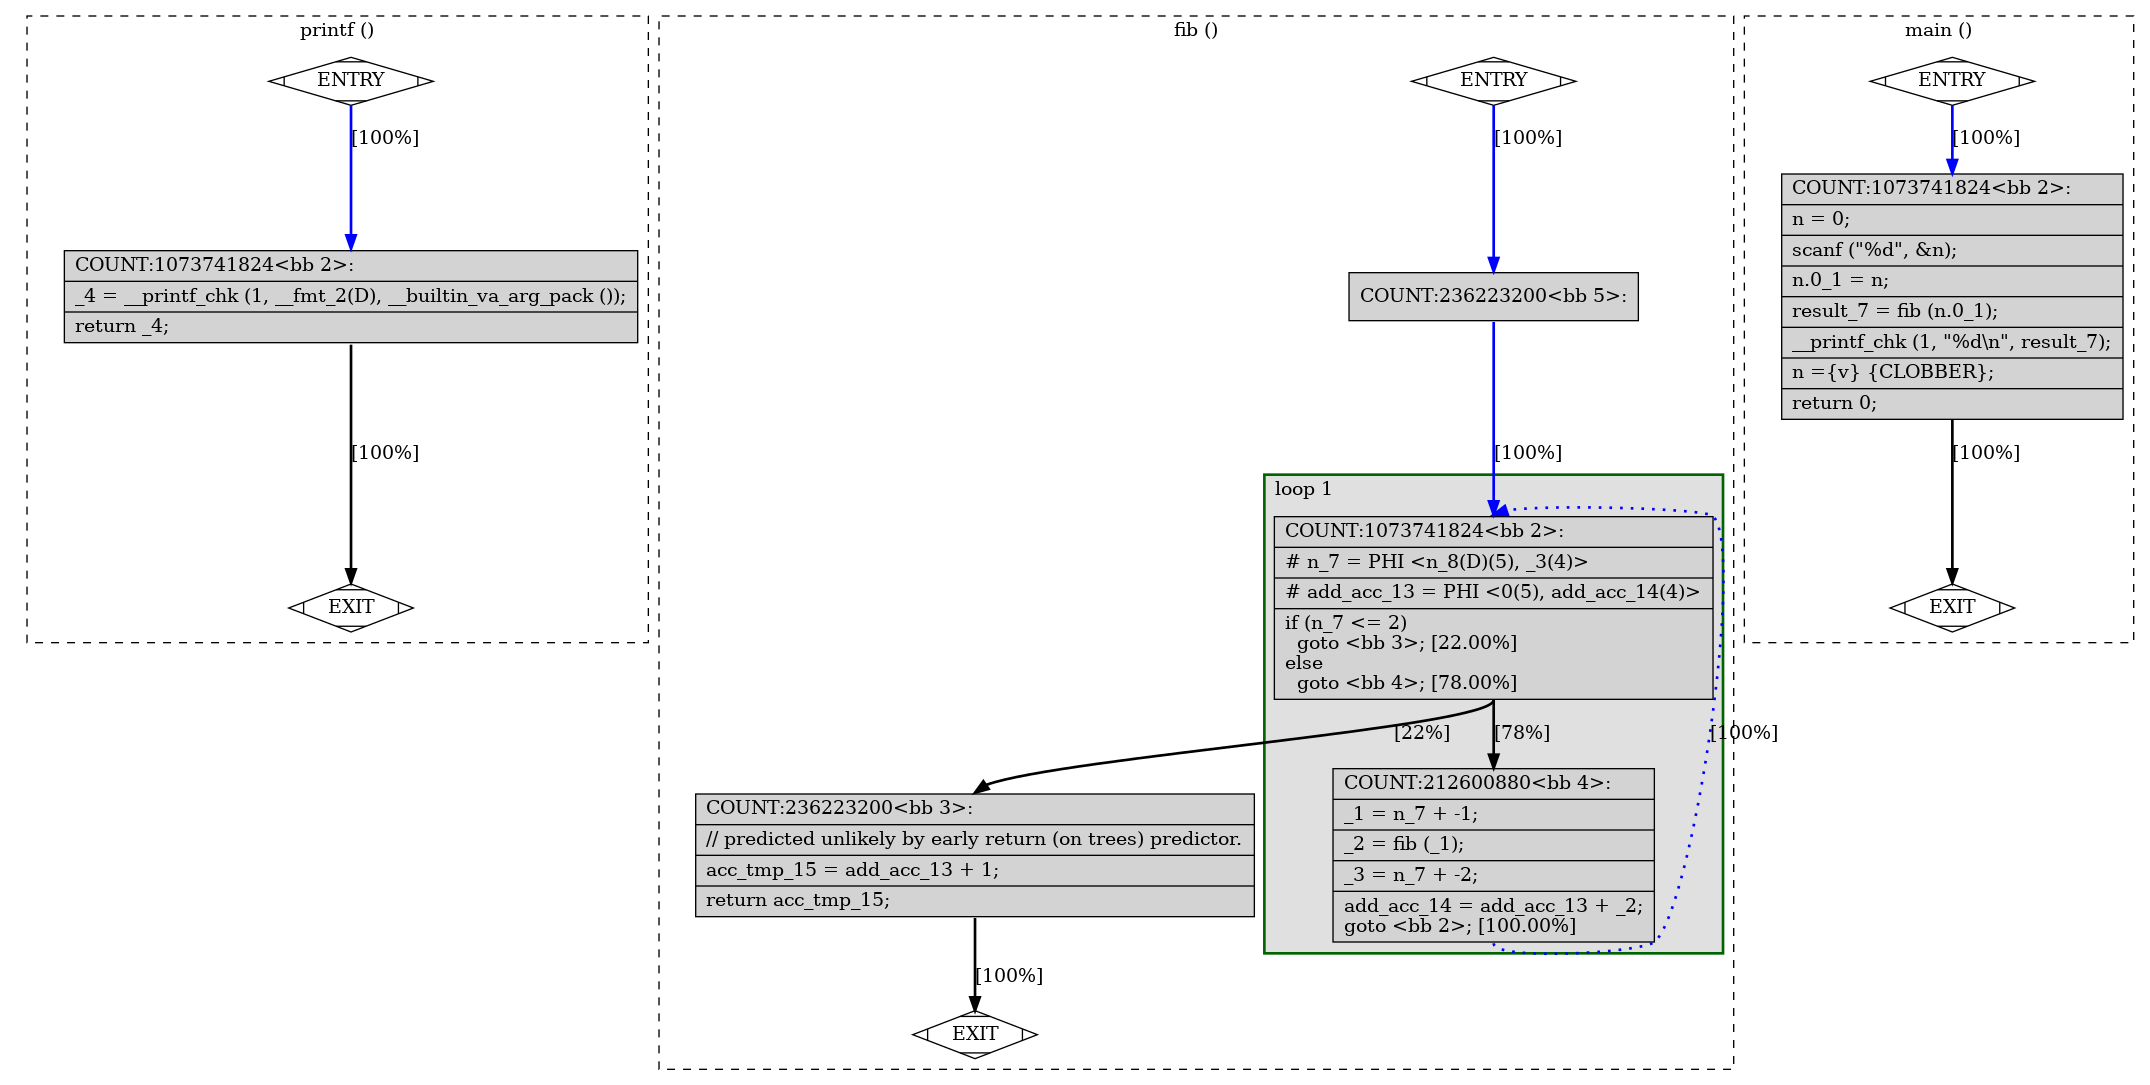 printf ()
ENTRY
[100%]
COUNT:1073741824<bb 2>:
_4 = __printf_chk (1, __fmt_2(D), __builtin_va_arg_pack ());
return _4;
[100%]
EXIT
fib ()
ENTRY
[100%]
COUNT:236223200<bb 5>:
[100%]
loop 1
COUNT:1073741824<bb 2>:
# n_7 = PHI <n_8(D)(5), _3(4)>
# add_acc_13 = PHI <0(5), add_acc_14(4)>
if (n_7 <= 2)
goto <bb 3>; [22.00%]
else
goto <bb 4>; [78.00%]
[22%]
[78%]
[100%]
COUNT:212600880<bb 4>:
_1 = n_7 + -1;
_2 = fib (_1);
_3 = n_7 + -2;
add_acc_14 = add_acc_13 + _2;
goto <bb 2>; [100.00%]
COUNT:236223200<bb 3>:
// predicted unlikely by early return (on trees) predictor.
acc_tmp_15 = add_acc_13 + 1;
return acc_tmp_15;
[100%]
EXIT
main ()
ENTRY
[100%]
COUNT:1073741824<bb 2>:
n = 0;
scanf ("%d", &n);
n.0_1 = n;
result_7 = fib (n.0_1);
__printf_chk (1, "%d\n", result_7);
n ={v} {CLOBBER};
return 0;
[100%]
EXIT